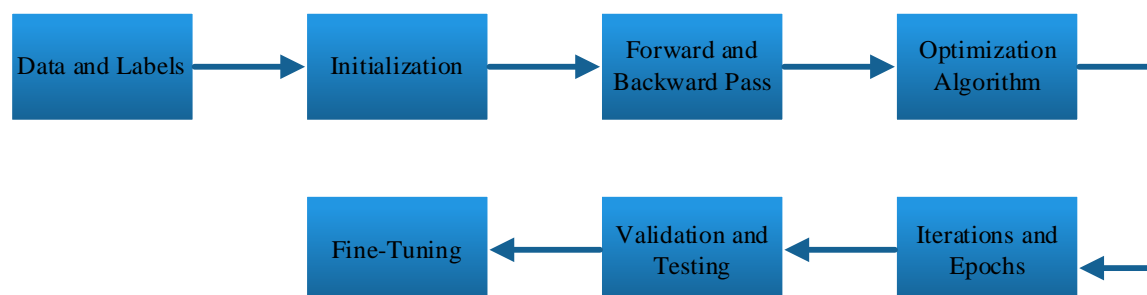 Data and Labels
Initialization
Forward and
Backward Pass
Optimization
Algorithm
Iterations and
Epochs
Validation and
Testing
Fine-Tuning